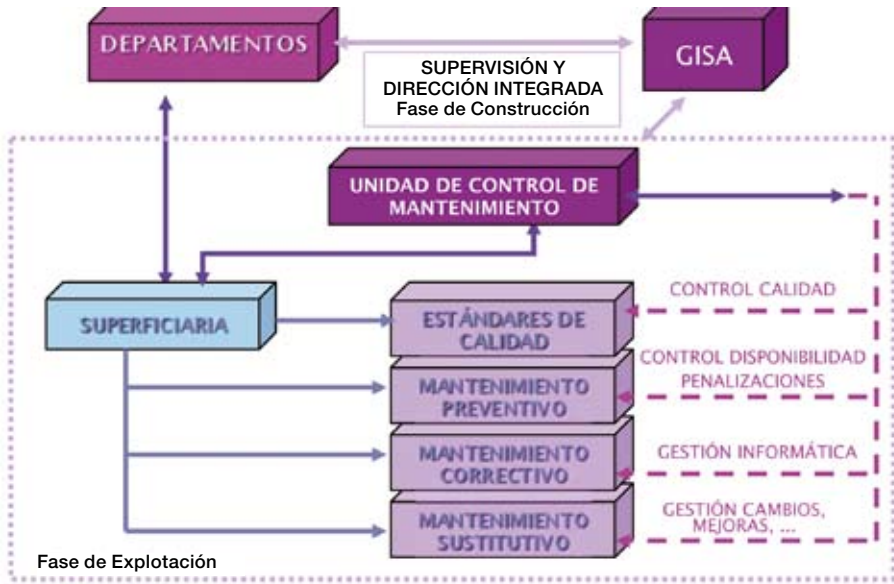 DEPARTAMENTOS
GISA
SUPERVISIÓN Y
DIRECCIÓN INTEGRADA
Fase de Construcción
UNIDAD DE CONTROL DE
MANTENIMIENTO
SUPERFICIARIA
ESTÁNDARES DE
CALIDAD
CONTROL CALIDAD
MANTENIMIENTO
PREVENTIVO
CONTROL DISPONIBILIDAD
PENALIZACIONES
MANTENIMIENTO
CORRECTIVO
GESTIÓN INFORMÁTICA
MANTENIMIENTO
SUSTITUTIVO
GESTIÓN CAMBIOS,
MEJORAS, ...
Fase de Explotación